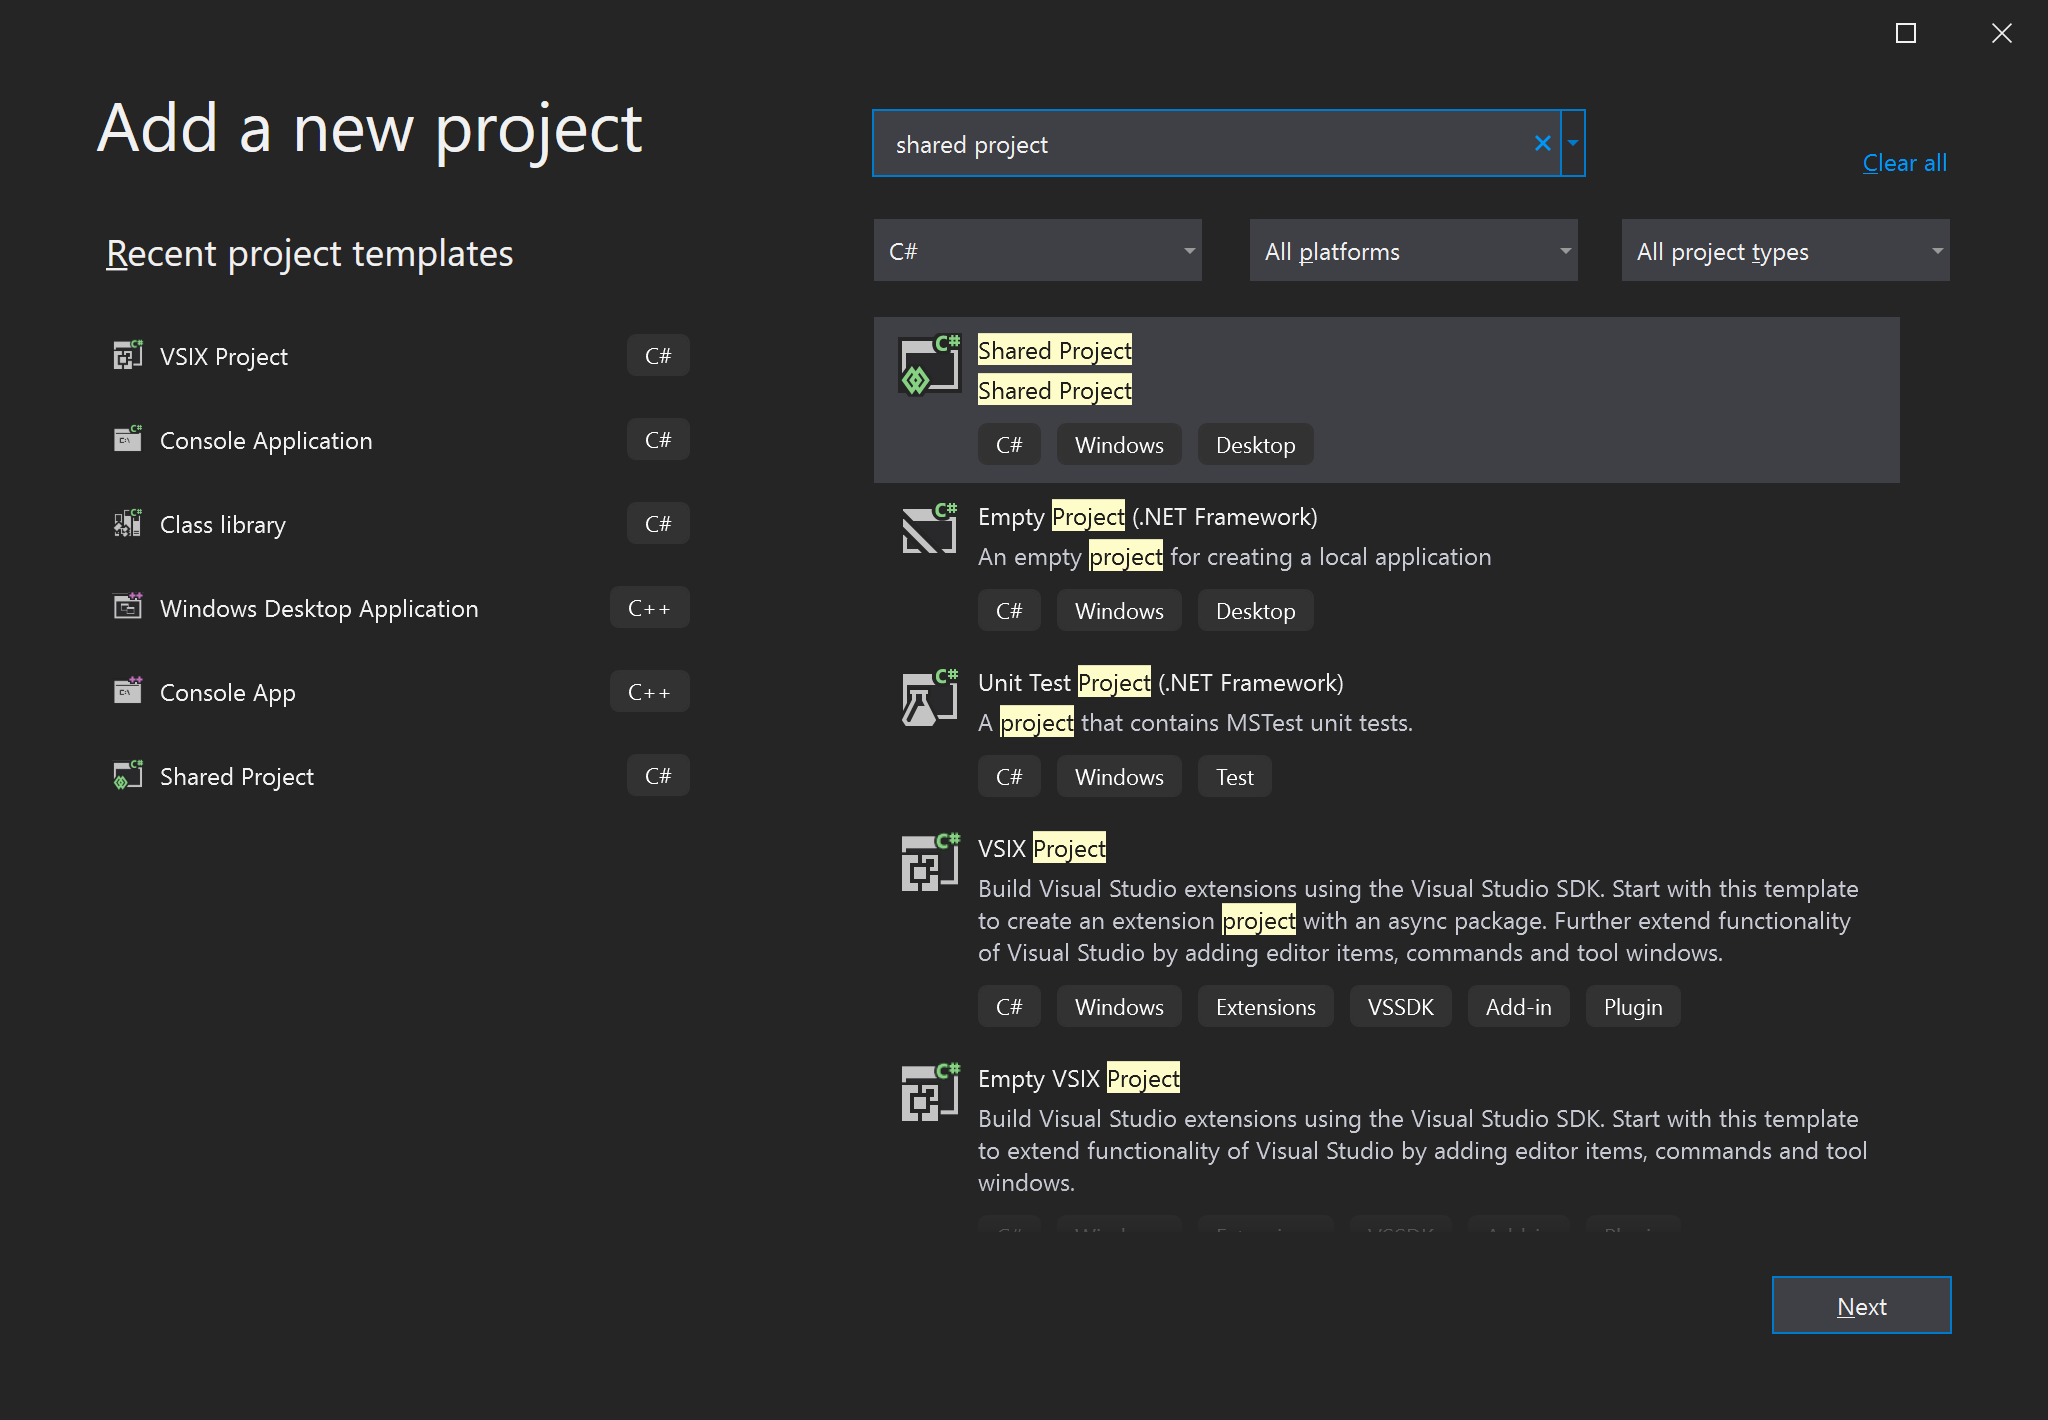 Add a new project
shared project
Clear all
Recent project templates
C#
All platforms
All project types
VSIX Project
C#
Console Application
C#
Class library
C#
Windows Desktop Application
C++
Console App
C++
Shared Project
C#
Shared Project
Shared Project
C# Windows Desktop
Empty Project (.NET Framework)
An empty project for creating a local application
C# Windows Desktop
Unit Test Project (.NET Framework)
A project that contains MSTest unit tests.
C# Windows Test
VSIX Project
Build Visual Studio extensions using the Visual Studio SDK. Start with this template
to create an extension project with an async package. Further extend functionality
of Visual Studio by adding editor items, commands and tool windows.
C# Windows Extensions VSSDK Add-in Plugin
Empty VSIX Project
Build Visual Studio extensions using the Visual Studio SDK. Start with this template
to extend functionality of Visual Studio by adding editor items, commands and tool
windows.
Next